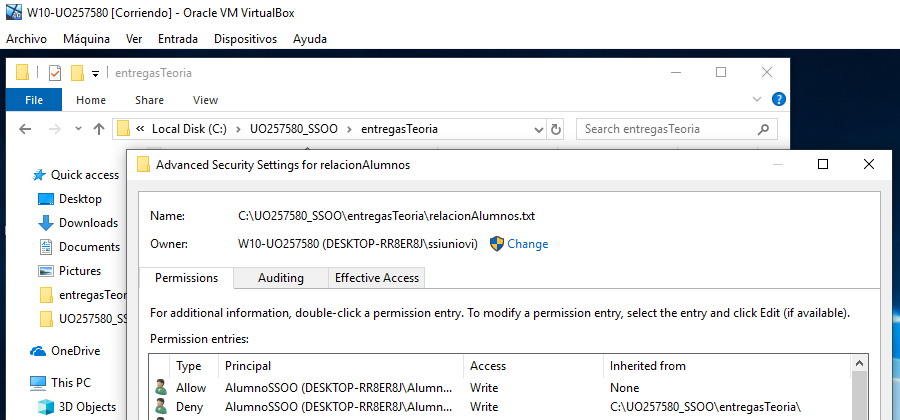 W10-UO257580 [Corriendo] - Oracle VM VirtualBox
Archivo Máquina Ver Entrada Dispositivos Ayuda
entregasTeoria
File Home Share View
« Local Disk (C:) > UO257580_SSOO > entregasTeoria Search entregasTeoria
Advanced Security Settings for relacionAlumnos
Quick access
Desktop
Downloads
Documents
Pictures
entregasTeor
UO257580_SS
OneDrive
This PC
3D Objects
Name: C:\UO257580_SSOO\entregasTeoria\relacionAlumnos.txt
Owner: W10-UO257580 (DESKTOP-RR8ER8J\ssiuniovi) Change
Permissions Auditing Effective Access
For additional information, double-click a permission entry. To modify a permission entry, select the entry and click Edit (if available).
Permission entries:
Type Principal Access Inherited from
Allow AlumnoSSOO (DESKTOP-RR8ER8J\Alumn... Write None
Deny AlumnoSSOO (DESKTOP-RR8ER8J\Alumn... Write C:\UO257580_SSOO\entregasTeoria\